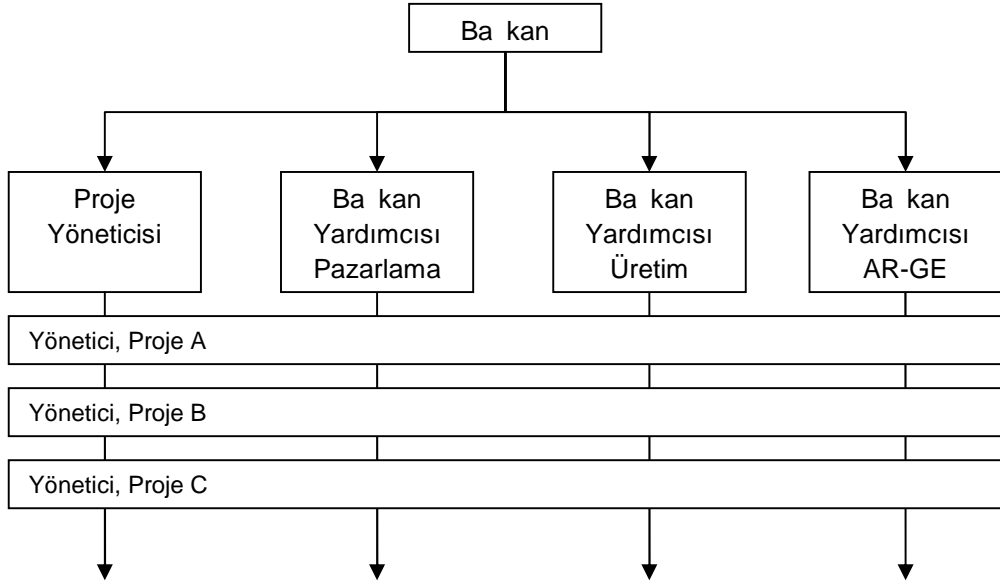 Ba kan
Proje
Yöneticisi
Ba kan
Yardımcısı
Pazarlama
Ba kan
Yardımcısı
Üretim
Ba kan
Yardımcısı
AR-GE
Yönetici, Proje A
Yönetici, Proje B
Yönetici, Proje C